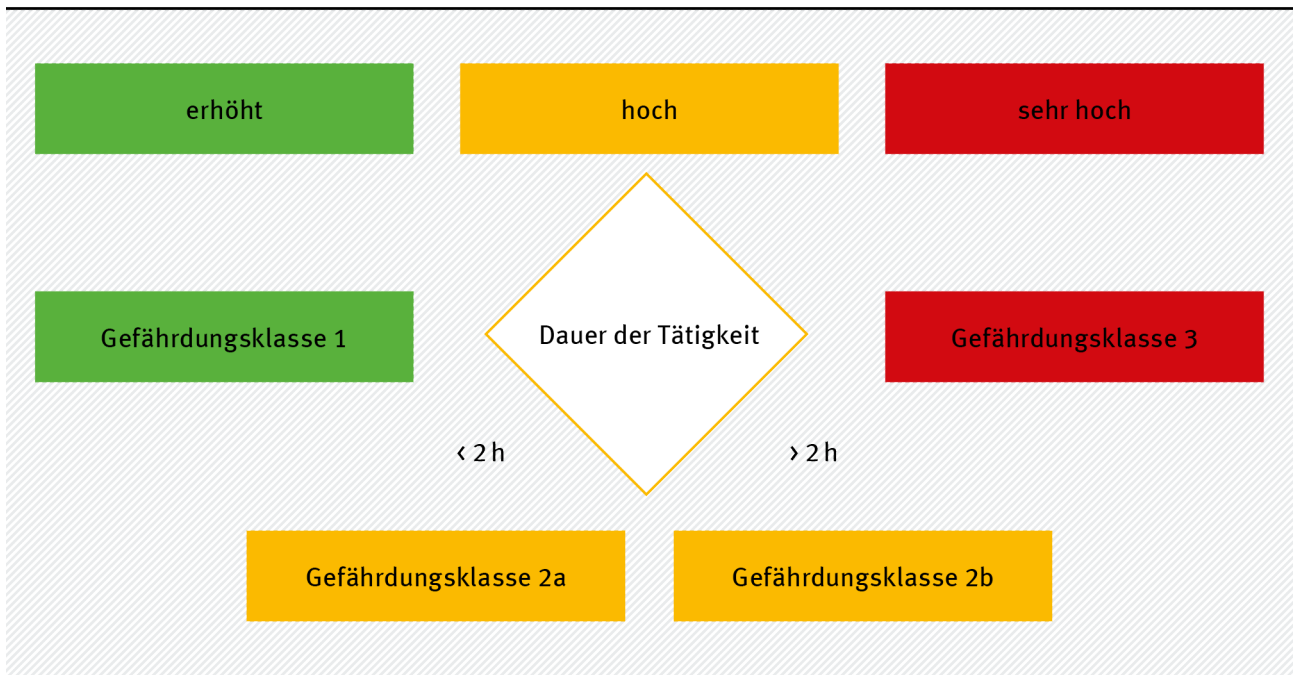 erhöht
hoch
sehr hoch
Gefährdungsklasse 1
Dauer der Tätigkeit
Gefährdungsklasse 3
< 2 h
> 2 h
Gefährdungsklasse 2a
Gefährdungsklasse 2b